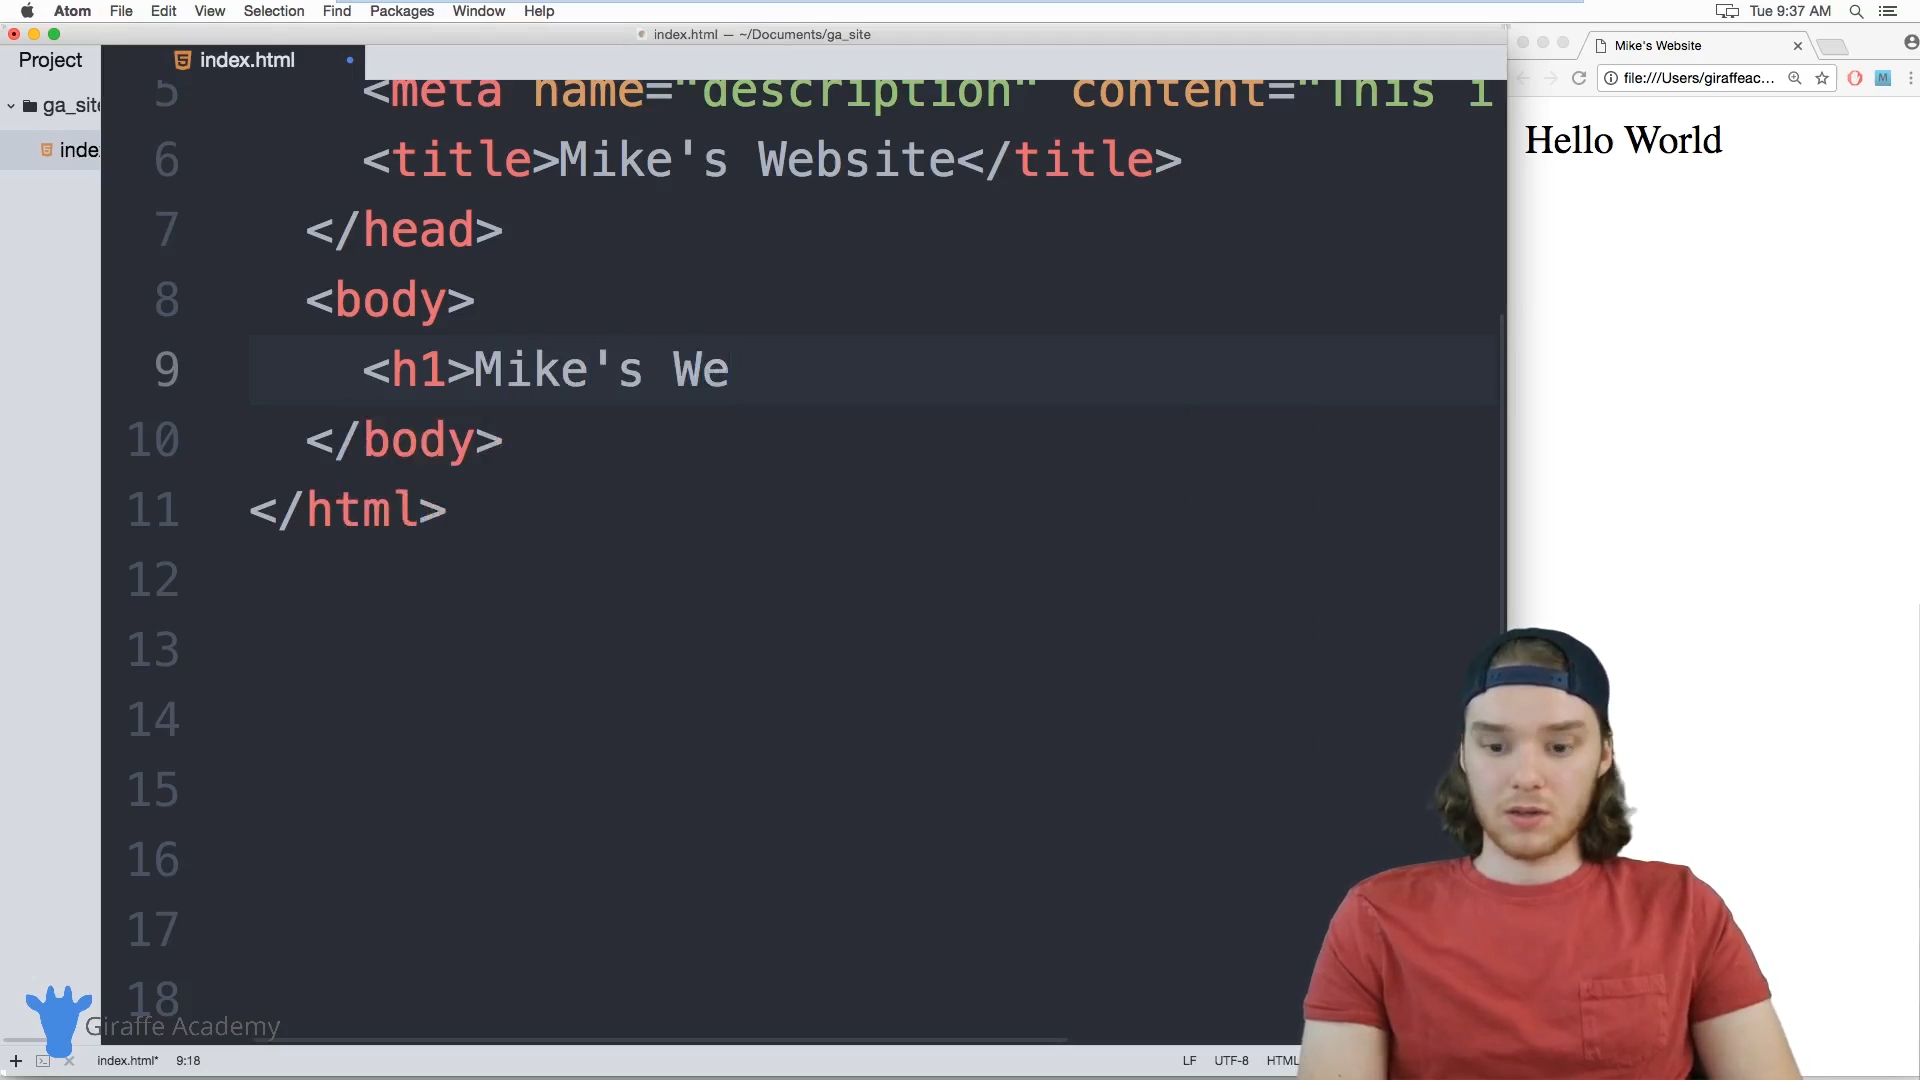 Atom File Edit View Selection Find Packages Window Help Tue 9:37 AM
index.html — ~/Documents/ga_site
Project index.html Mike's Website
file:///Users/giraffeac...
ga_site
index
5 <meta name="description" content="This i
6 <title>Mike's Website</title>
7 </head>
8 <body>
9 <h1>Mike's We
10 </body>
11 </html>
12
13
14
15
16
17
18
Hello World
Giraffe Academy
index.html* 9:18 LF UTF-8 HTML